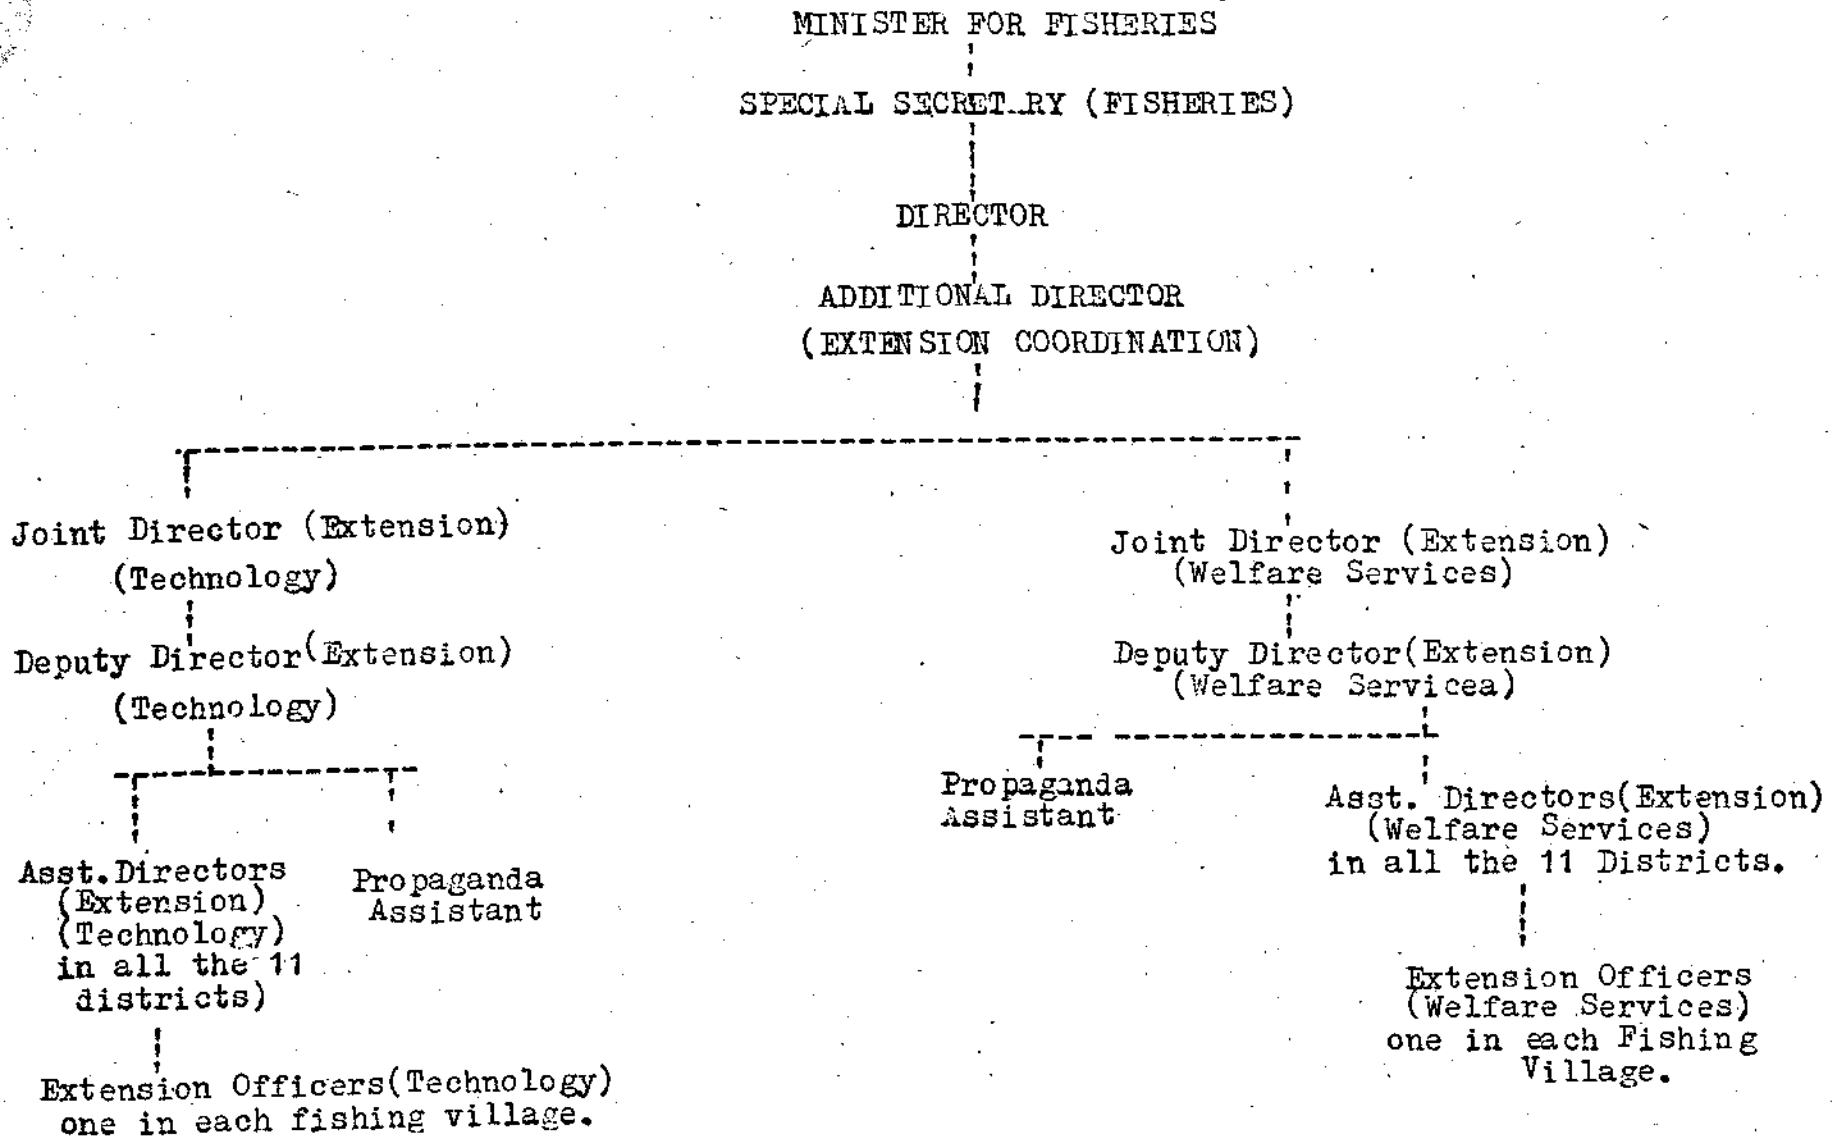 MINISTER FOR FISHERIES
SPECIAL SECRET_RY (FISHERIES)
DIRECTOR
ADDITIONAL DIRECTOR
(EXTENSION COORDINATION)
Joint Director (Extension)
(Technology)
Deputy Director(Extension)
(Technology)
Asst.Directors
(Extension)
(Technology)
in all the 11
districts)
Propaganda
Assistant
Extension Officers(Technology)
one in each fishing village.
Joint Director (Extension)
(Welfare Services)
Deputy Director(Extension)
(Welfare Servicea)
Propaganda
Assistant
Asst. Directors(Extension)
(Welfare Services)
in all the 11 Districts.
Extension Officers
(Welfare Services)
one in each Fishing
Village.